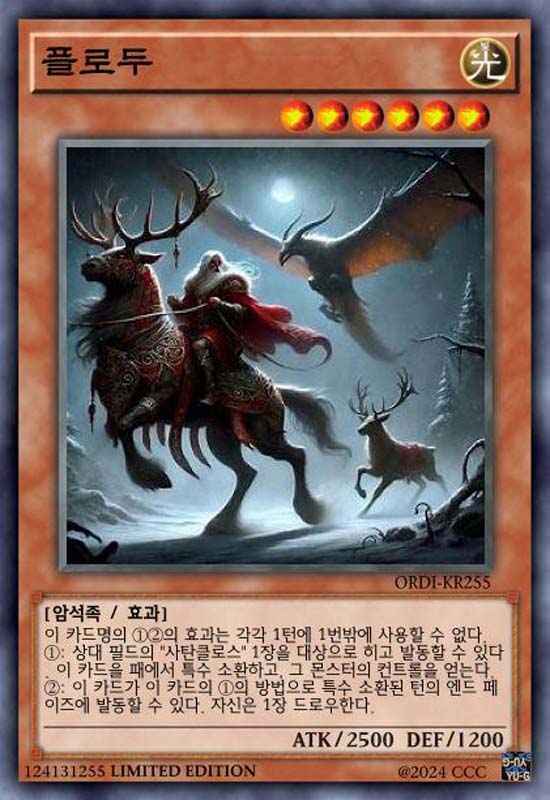 플로두
빛
光
ORDI-KR255
[암석족 / 효과]
이 카드명의 ①②의 효과는 각각 1턴에 1번밖에 사용할 수 없다.
①: 상대 필드의 "사탄클로스" 1장을 대상으로 히고 발동할 수 있다
. 이 카드을 패에서 특수 소환하고, 그 몬스터의 컨트롤을 얻는다.
②: 이 카드가 이 카드의 ①의 방법으로 특수 소환된 턴의 엔드 페
이즈에 발동할 수 있다. 자신은 1장 드로우한다.
ATK/2500 DEF/1200
124131255 LIMITED EDITION
@2024 CCC